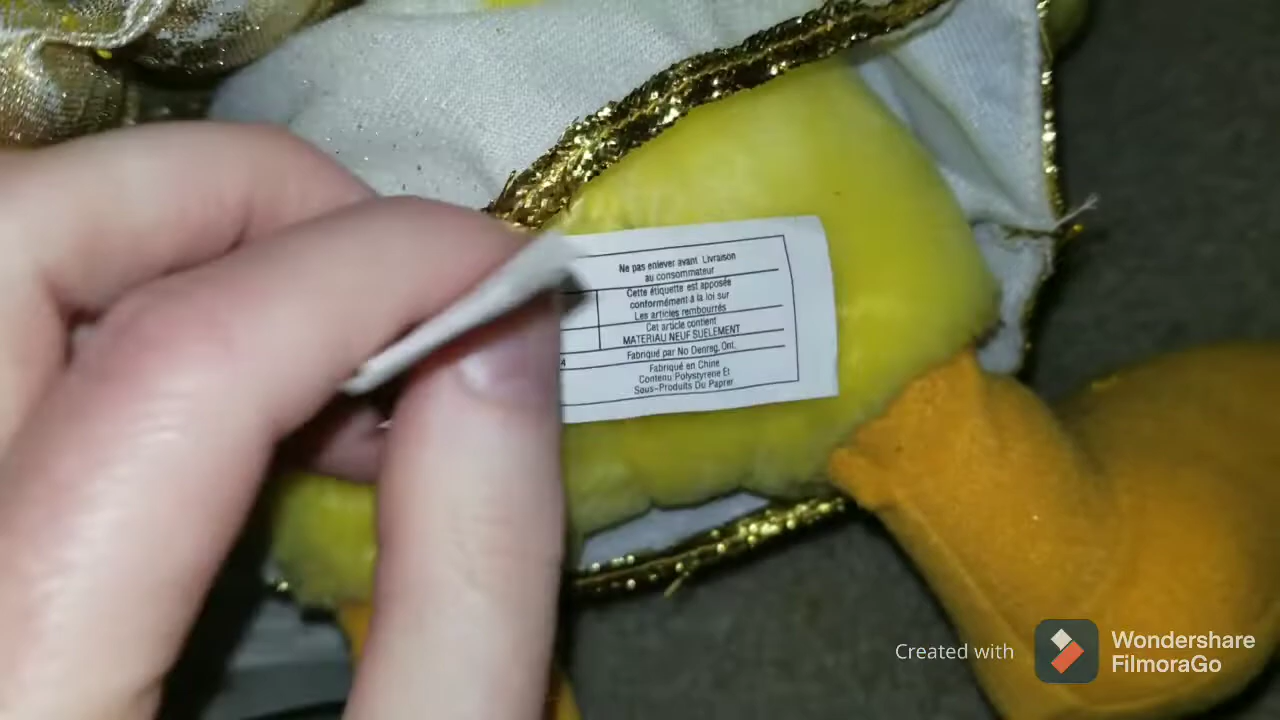 Ne pas enlever avant Livraison
au consommateur
Cette étiquette est apposée
conformément à la loi sur
Les articles rembourrés
Cet article contient
MATERIAU NEUF SUELEMENT
4
Fabriqué par No Denreg. Ont.
Fabriqué en Chine
Contenu Polystyrene Et
Sous-Produits Du Papier
Created with
Wondershare
FilmoraGo